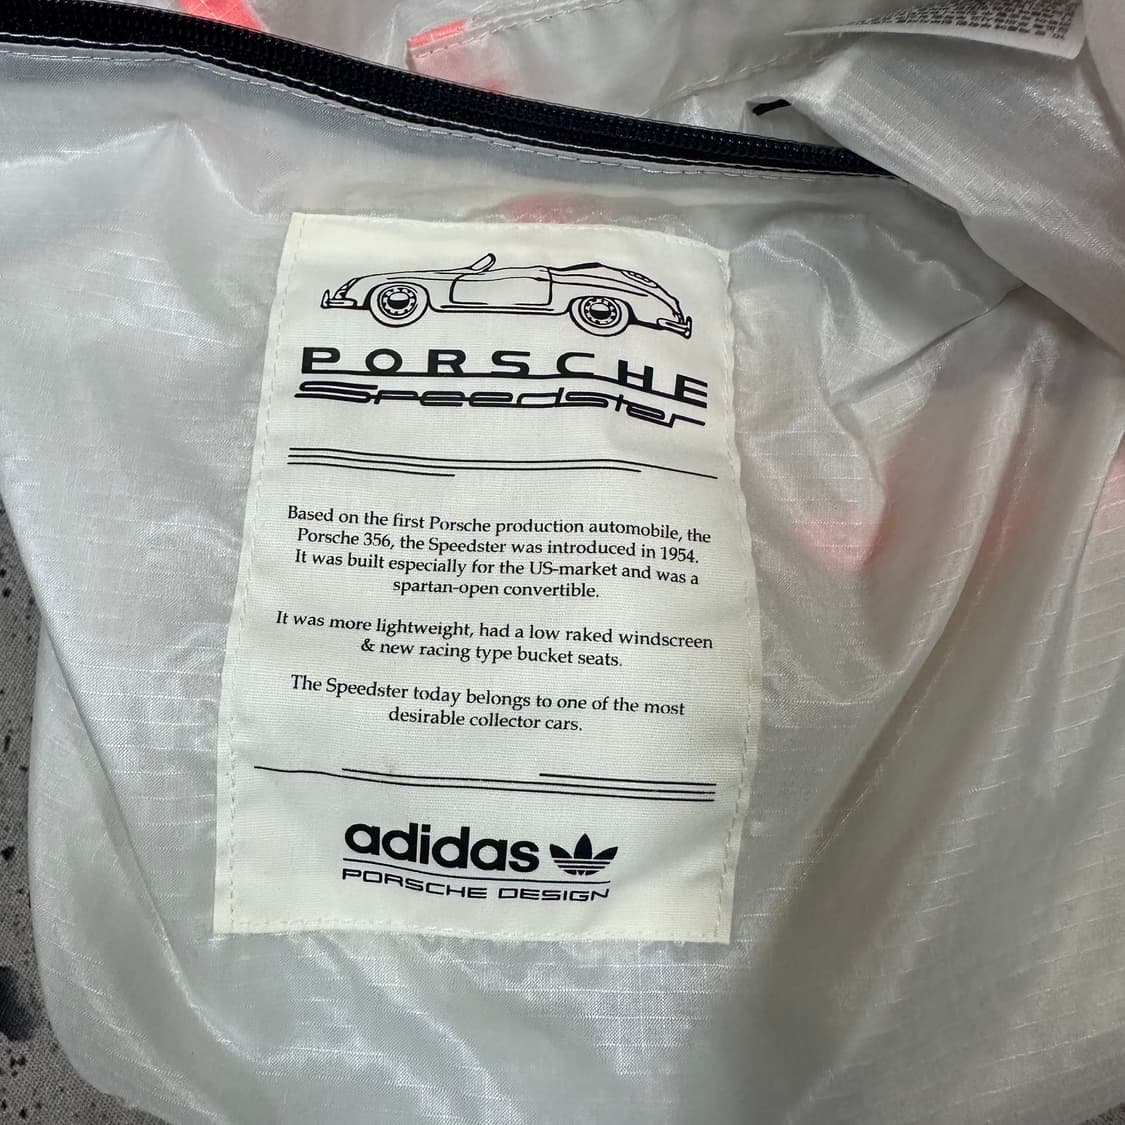 PORSCHE
Speedster
Based on the first Porsche production automobile, the
Porsche 356, the Speedster was introduced in 1954.
It was built especially for the US-market and was a
spartan-open convertible.
It was more lightweight, had a low raked windscreen
& new racing type bucket seats.
The Speedster today belongs to one of the most
desirable collector cars.
adidas
PORSCHE DESIGN